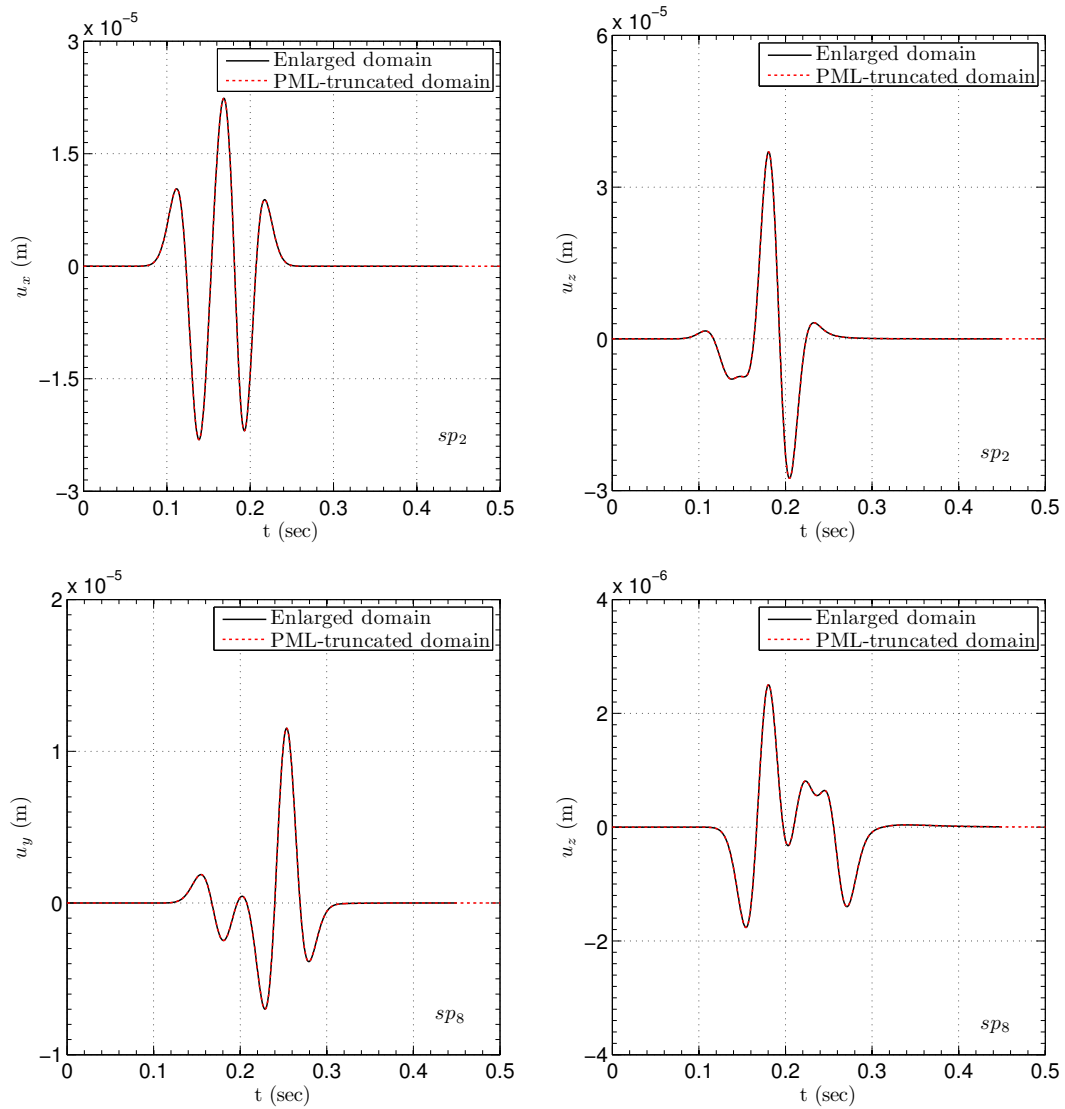 x 10⁻⁵
3
1.5
0
−1.5
−3
u_x (m)
Enlarged domain
PML-truncated domain
sp₂
0 0.1 0.2 0.3 0.4 0.5
t (sec)
x 10⁻⁵
6
3
0
−3
u_z (m)
Enlarged domain
PML-truncated domain
sp₂
0 0.1 0.2 0.3 0.4 0.5
t (sec)
x 10⁻⁵
2
1
0
−1
u_y (m)
Enlarged domain
PML-truncated domain
sp₈
0 0.1 0.2 0.3 0.4 0.5
t (sec)
x 10⁻⁶
4
2
0
−2
−4
u_z (m)
Enlarged domain
PML-truncated domain
sp₈
0 0.1 0.2 0.3 0.4 0.5
t (sec)